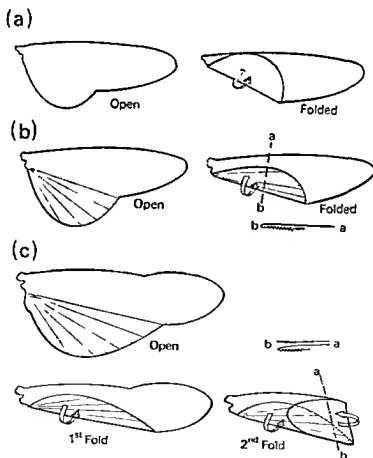 (a)
?
Open
Folded
(b)
a
b
Open
Folded
b a
(c)
Open
b a
a
b
1st Fold
2nd Fold